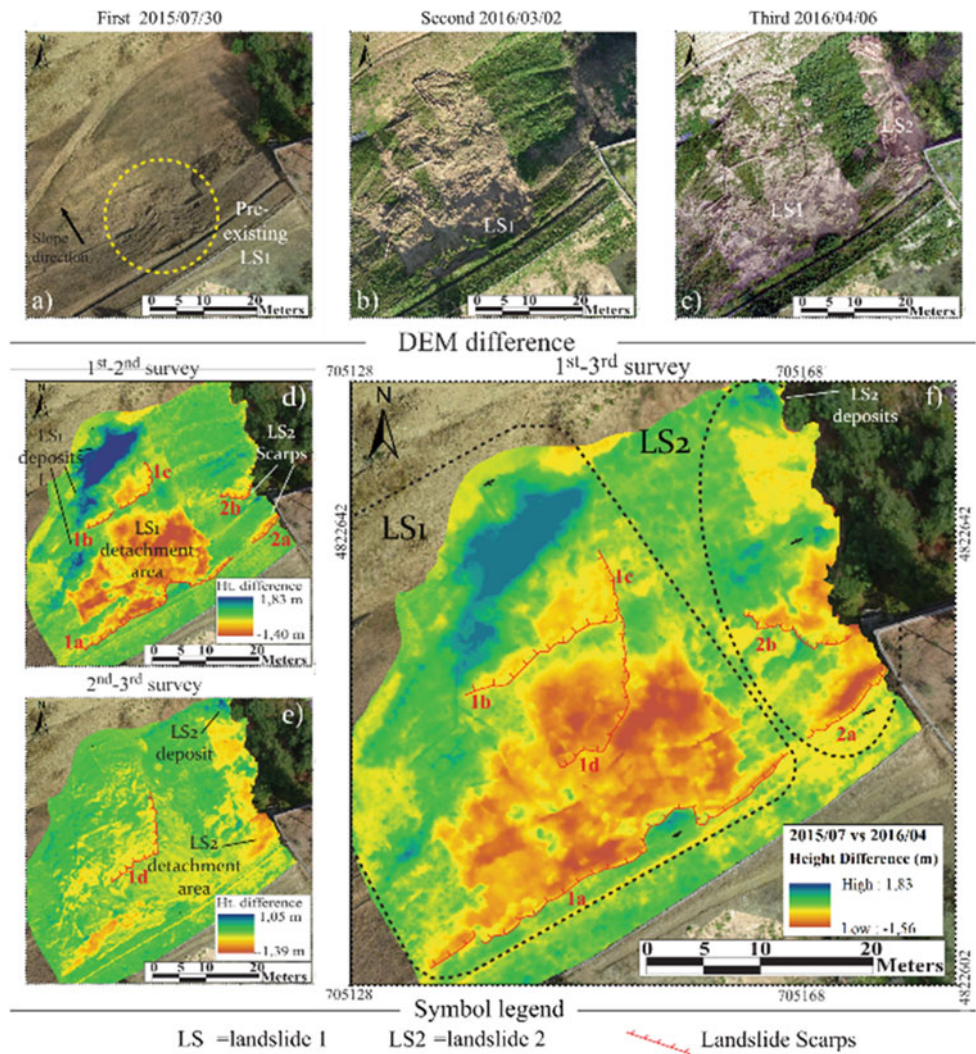 First 2015/07/30
Second 2016/03/02
Third 2016/04/06
Slope
direction
Pre-
existing
LS1
a)
0 5 10 20
Meters
LS1
b)
0 5 10 20
Meters
LS2
LS1
c)
0 5 10 20
Meters
DEM difference
1st-2nd survey
d)
N
LS1
deposits
1c
LS2
Scarps
2b
2a
1b
LS1
detachment
area
1a
Ht. difference
1,83 m
-1,40 m
0 5 10 20
Meters
2nd-3rd survey
e)
N
LS2
deposit
LS2
detachment
area
1d
Ht. difference
1,05 m
-1,39 m
0 5 10 20
Meters
1st-3rd survey
705128
705168
f)
N
LS2
deposits
LS2
LS1
4822642
4822642
1c
1b
2b
1d
2a
1a
2015/07 vs 2016/04
Height Difference (m)
High : 1,83
Low : -1,56
0 5 10 20
Meters
4822602
705128
705168
Symbol legend
LS =landslide 1
LS2 =landslide 2
Landslide Scarps